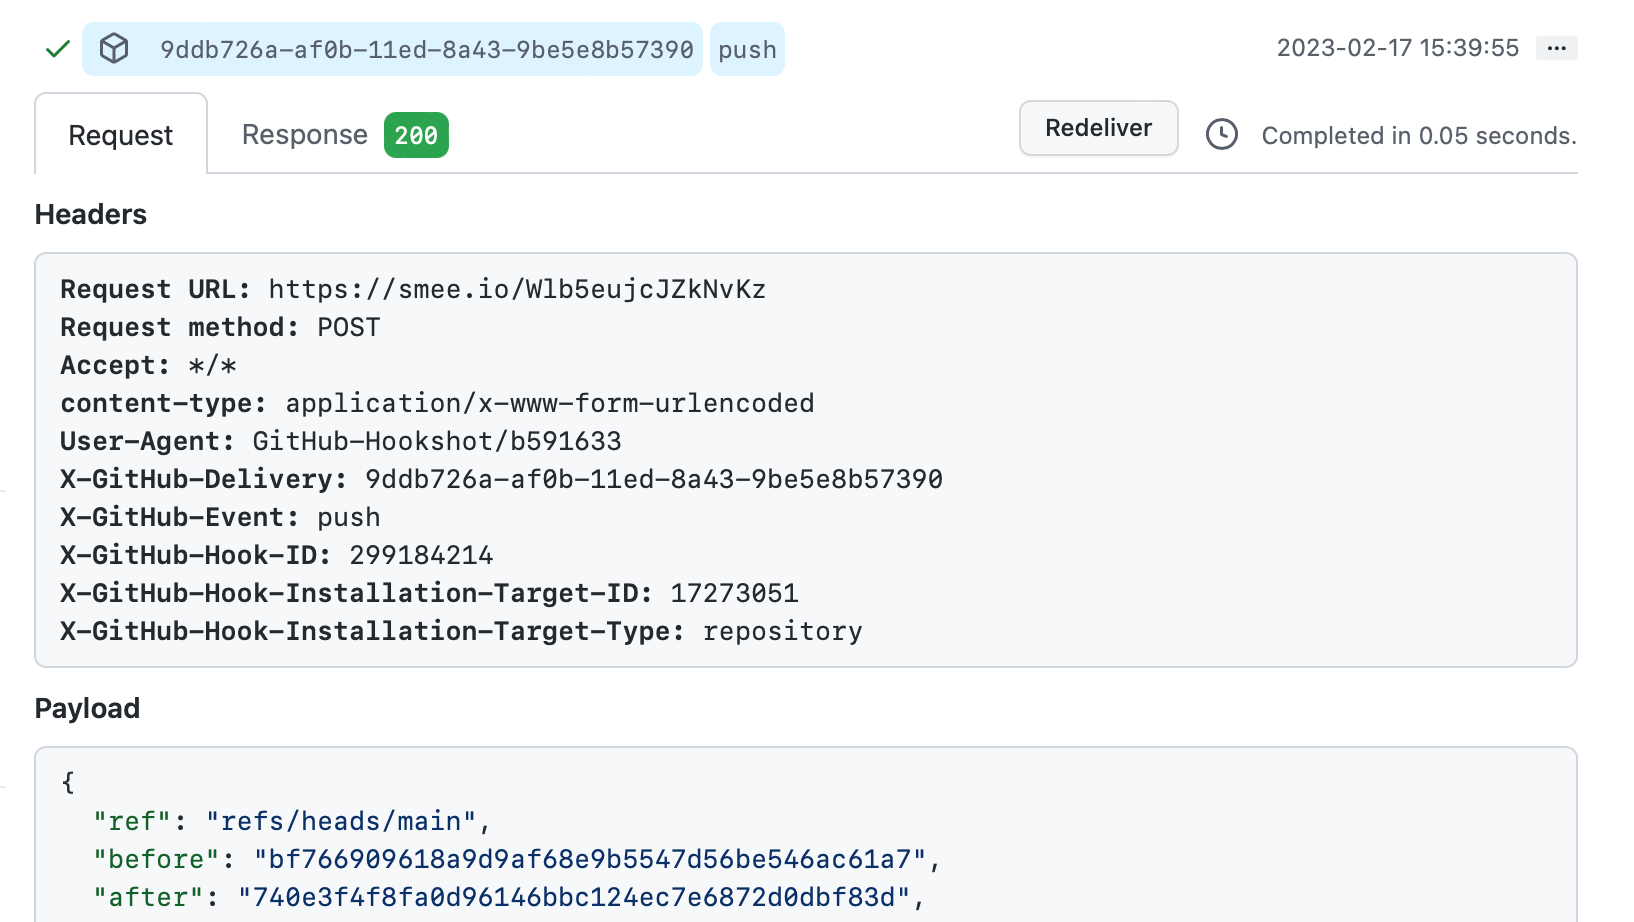 9ddb726a-af0b-11ed-8a43-9be5e8b57390 push 2023-02-17 15:39:55 ...
Request Response 200 Redeliver Completed in 0.05 seconds.
Headers
Request URL: https://smee.io/Wlb5eujcJZkNvKz
Request method: POST
Accept: */*
content-type: application/x-www-form-urlencoded
User-Agent: GitHub-Hookshot/b591633
X-GitHub-Delivery: 9ddb726a-af0b-11ed-8a43-9be5e8b57390
X-GitHub-Event: push
X-GitHub-Hook-ID: 299184214
X-GitHub-Hook-Installation-Target-ID: 17273051
X-GitHub-Hook-Installation-Target-Type: repository
Payload
{
"ref": "refs/heads/main",
"before": "bf766909618a9d9af68e9b5547d56be546ac61a7",
"after": "740e3f4f8fa0d96146bbc124ec7e6872d0dbf83d",